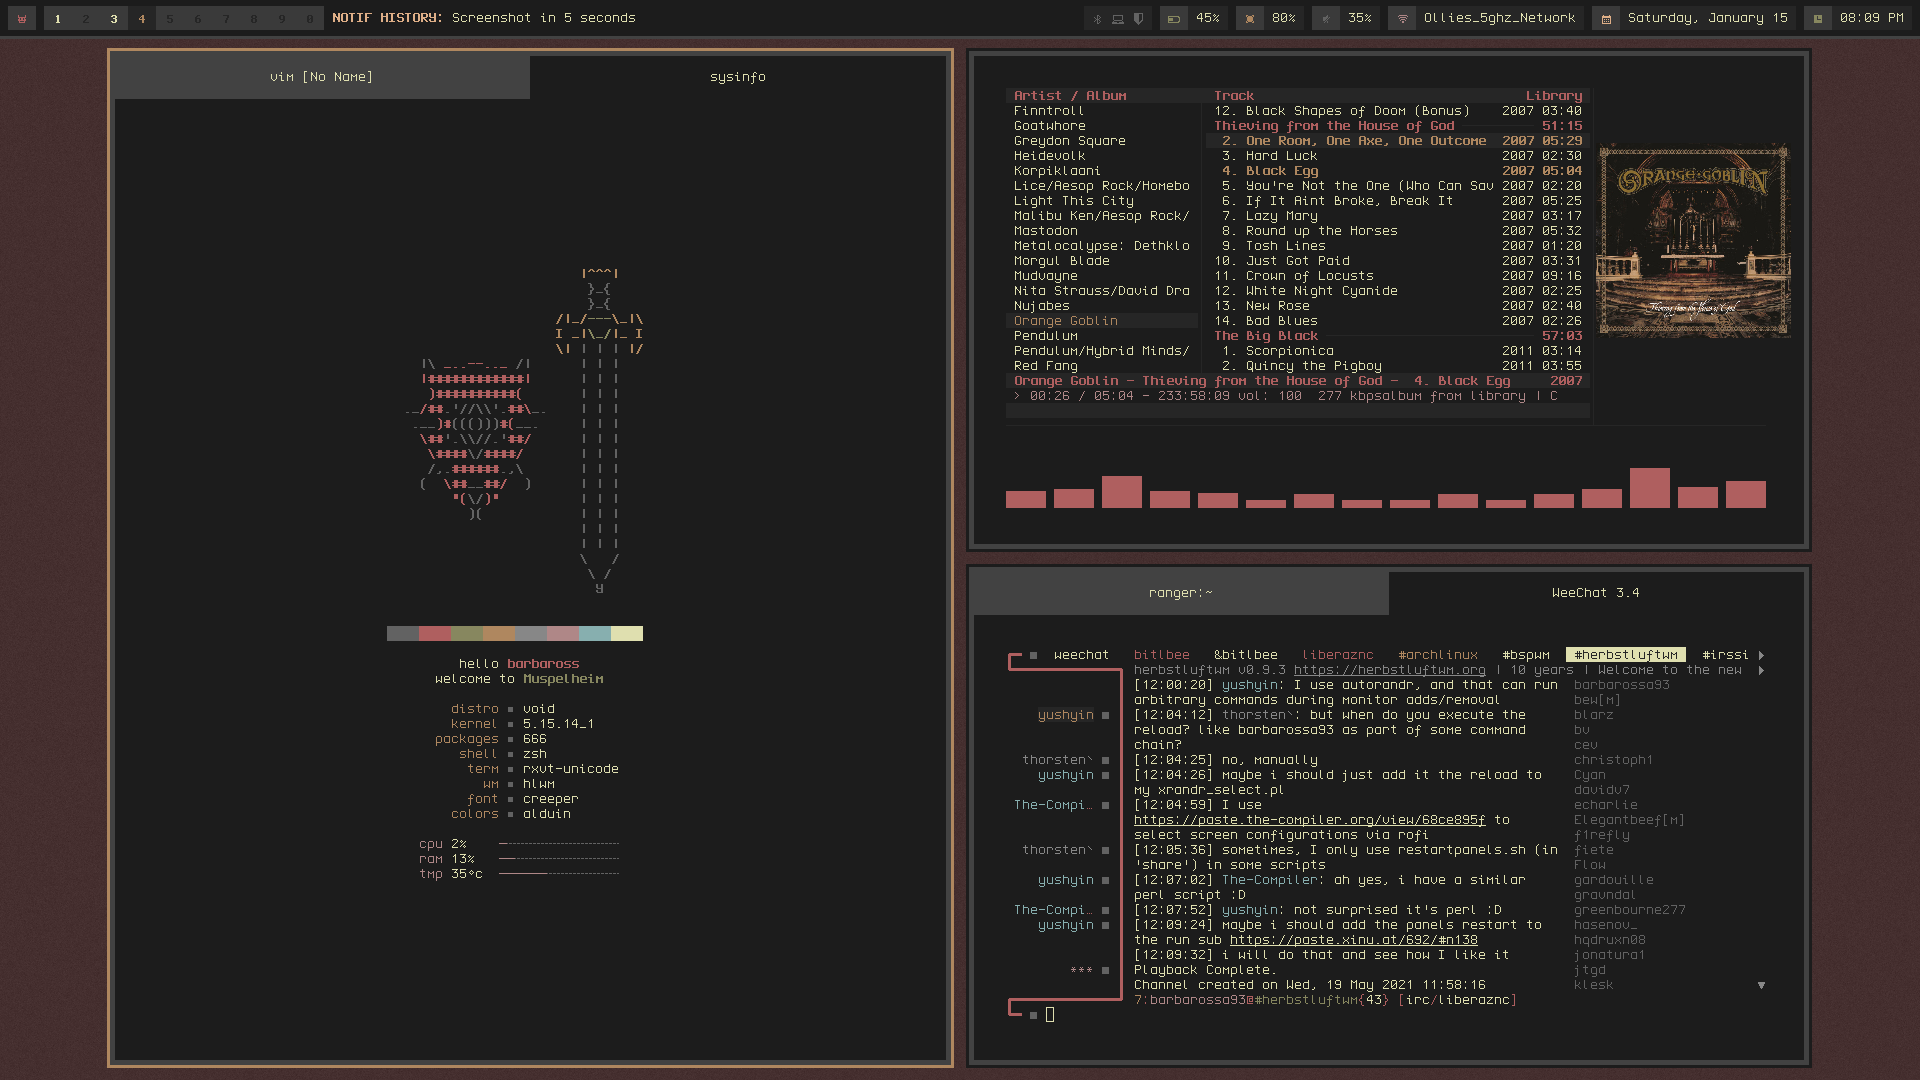 1 2 3 4 5 6 7 8 9 0 NOTIF HISTORY: Screenshot in 5 seconds
45% 80% 35% Ollies_5ghz_Network Saturday, January 15 08:09 PM
vim [No Name] sysinfo
hello barbaross
welcome to Muspelheim
distro void
kernel 5.15.14_1
packages 666
shell zsh
term rxvt-unicode
wm hlwm
font creeper
colors alduin
cpu 2%
ram 13%
tmp 35°c
Artist / Album Track Library
Finntroll 12. Black Shapes of Doom (Bonus) 2007 03:40
Goatwhore Thieving from the House of God 51:15
Greydon Square 2. One Room, One Axe, One Outcome 2007 05:29
Heidevolk 3. Hard Luck 2007 02:30
Korpiklaani 4. Black Egg 2007 05:04
Lice/Aesop Rock/Homebo 5. You're Not the One (Who Can Sav 2007 02:20
Light This City 6. If It Aint Broke, Break It 2007 05:25
Malibu Ken/Aesop Rock/ 7. Lazy Mary 2007 03:17
Mastodon 8. Round up the Horses 2007 05:32
Metalocalypse: Dethklo 9. Tosh Lines 2007 01:20
Morgul Blade 10. Just Got Paid 2007 03:31
Mudvayne 11. Crown of Locusts 2007 09:16
Nita Strauss/David Dra 12. White Night Cyanide 2007 02:25
Nujabes 13. New Rose 2007 02:40
Orange Goblin 14. Bad Blues 2007 02:26
Pendulum The Big Black 57:03
Pendulum/Hybrid Minds/ 1. Scorpionica 2011 03:14
Red Fang 2. Quincy the Pigboy 2011 03:55
Orange Goblin - Thieving from the House of God - 4. Black Egg 2007
> 00:26 / 05:04 - 233:58:09 vol: 100 277 kbpsalbum from library | C
ORANGE GOBLIN
Thieving from the House of God
ranger:~ WeeChat 3.4
weechat bitlbee &bitlbee liberaznc #archlinux #bspwm #herbstluftwm #irssi
herbstluftwm v0.9.3 https://herbstluftwm.org | 10 years | Welcome to the new
[12:00:20] yushyin: I use autorandr, and that can run barbarossa93
arbitrary commands during monitor adds/removal bew[m]
yushyin [12:04:12] thorsten`: but when do you execute the blarz
reload? like barbarossa93 as part of some command bv
chain? cev
thorsten` [12:04:25] no, manually christoph1
yushyin [12:04:26] maybe i should just add it the reload to Cyan
my xrandr_select.pl davidv7
The-Compi… [12:04:59] I use echarlie
https://paste.the-compiler.org/view/68ce895f to Elegantbeef[m]
select screen configurations via rofi f1refly
thorsten` [12:05:36] sometimes, I only use restartpanels.sh (in fiete
'share') in some scripts Flow
yushyin [12:07:02] The-Compiler: ah yes, i have a similar gardouille
perl script :D gravndal
The-Compi… [12:07:52] yushyin: not surprised it's perl :D greenbourne277
yushyin [12:09:24] maybe i should add the panels restart to hasenov_
the run sub https://paste.xinu.at/692/#n138 hqdruxn08
[12:09:32] i will do that and see how I like it jonatura1
*** Playback Complete. jtgd
Channel created on Wed, 19 May 2021 11:58:16 klesk
7:barbarossa93@#herbstluftwm{43} [irc/liberaznc]